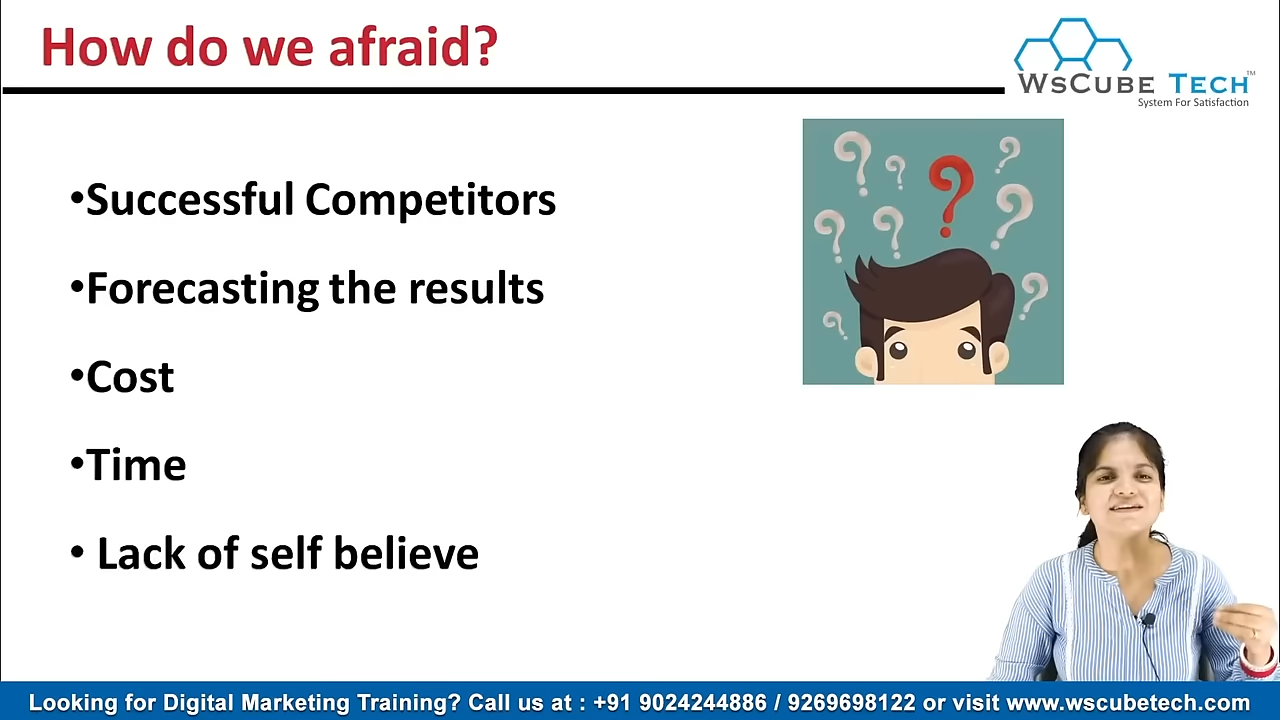 How do we afraid?
WsCube Tech™
System For Satisfaction
•Successful Competitors
•Forecasting the results
•Cost
•Time
• Lack of self believe
Looking for Digital Marketing Training? Call us at : +91 9024244886 / 9269698122 or visit www.wscubetech.com